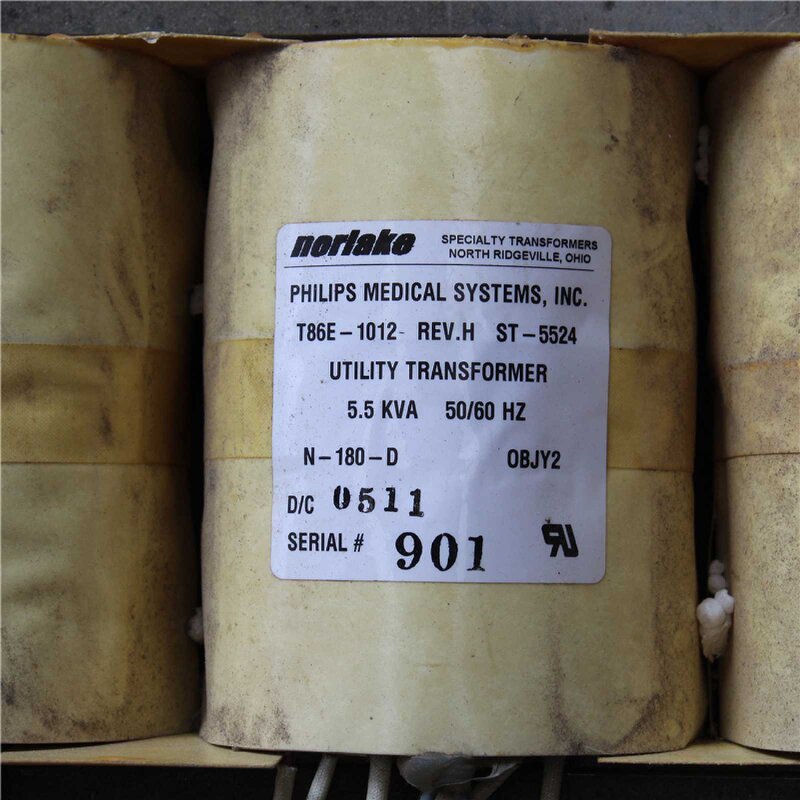 norlake SPECIALTY TRANSFORMERS
NORTH RIDGEVILLE, OHIO
PHILIPS MEDICAL SYSTEMS, INC.
T86E-1012- REV.H ST-5524
UTILITY TRANSFORMER
5.5 KVA 50/60 HZ
N-180-D OBJY2
D/C 0511
SERIAL # 901